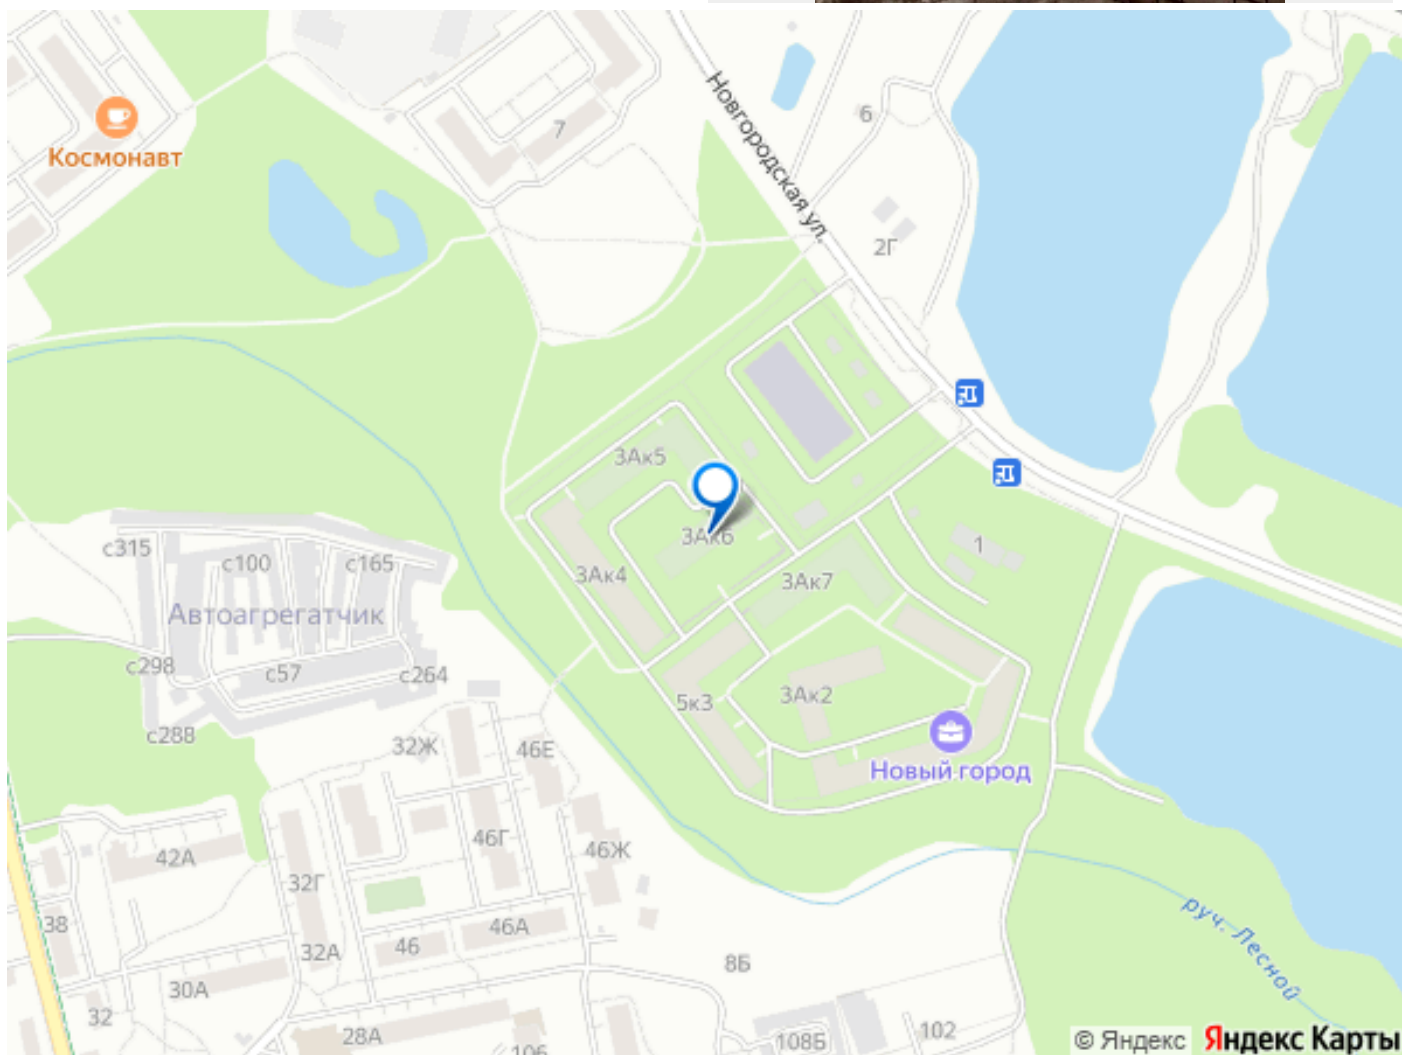 Новгородская ул.
6
7
Космонавт
2Г
3Ак5
3Ак6
с315
с100
с165
3Ак4
3Ак7
1
Автоагрегатчик
с298
с57
с264
5к3
3Ак2
с288
32Ж
46Е
Новый город
42А
46Г
46Ж
32Г
38
32А
46
46А
руч. Лесной
8Б
30А
32
28А
106
108Б
102
© Яндекс Яндекс Карты